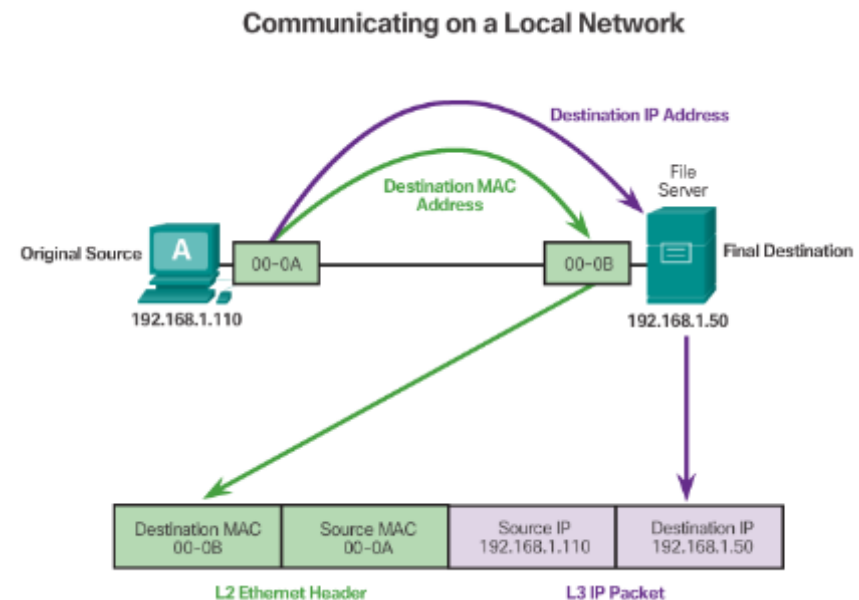 Communicating on a Local Network
Destination IP Address
File
Server
Destination MAC
Address
Original Source
A
00-0A
00-0B
Final Destination
192.168.1.110
192.168.1.50
Destination MAC
00-0B
Source MAC
00-0A
Source IP
192.168.1.110
Destination IP
192.168.1.50
L2 Ethernet Header
L3 IP Packet